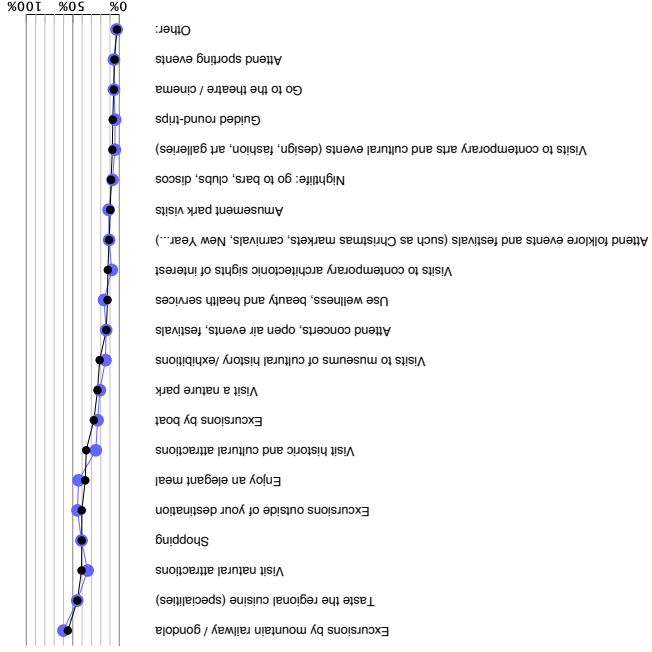 Excursions by mountain railway / gondola
Taste the regional cuisine (specialities)
Visit natural attractions
Shopping
Excursions outside of your destination
Enjoy an elegant meal
Visit historic and cultural attractions
Excursions by boat
Visit a nature park
Visits to museums of cultural history /exhibitions
Attend concerts, open air events, festivals
Use wellness, beauty and health services
Visits to contemporary architectonic sights of interest
Attend folklore events and festivals (such as Christmas markets, carnivals, New Year...)
Amusement park visits
Nightlife: go to bars, clubs, discos
Visits to contemporary arts and cultural events (design, fashion, art galleries)
Guided round-trips
Go to the theatre / cinema
Attend sporting events
Other:
0% 50% 100%